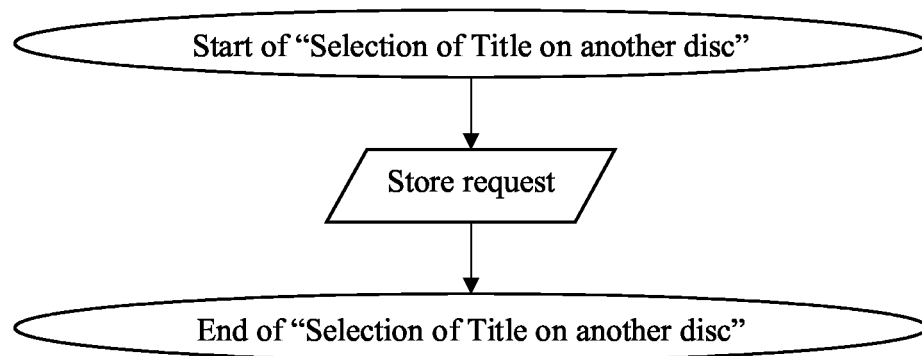 Start of “Selection of Title on another disc”
Store request
End of “Selection of Title on another disc”